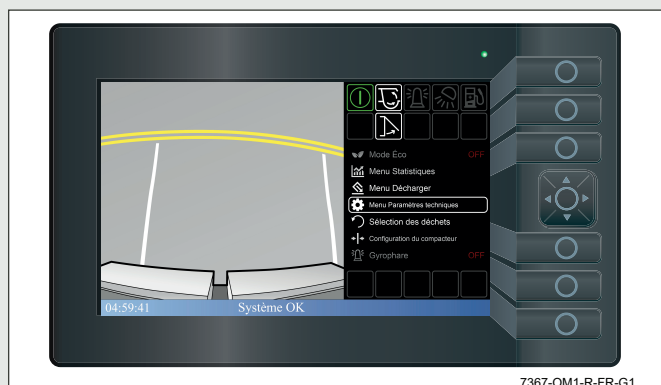 Mode Éco OFF
Menu Statistiques
Menu Décharger
Menu Paramètres techniques
Sélection des déchets
Configuration du compacteur
Gyrophare OFF
04:59:41 Système OK
7367-OM1-R-FR-G1